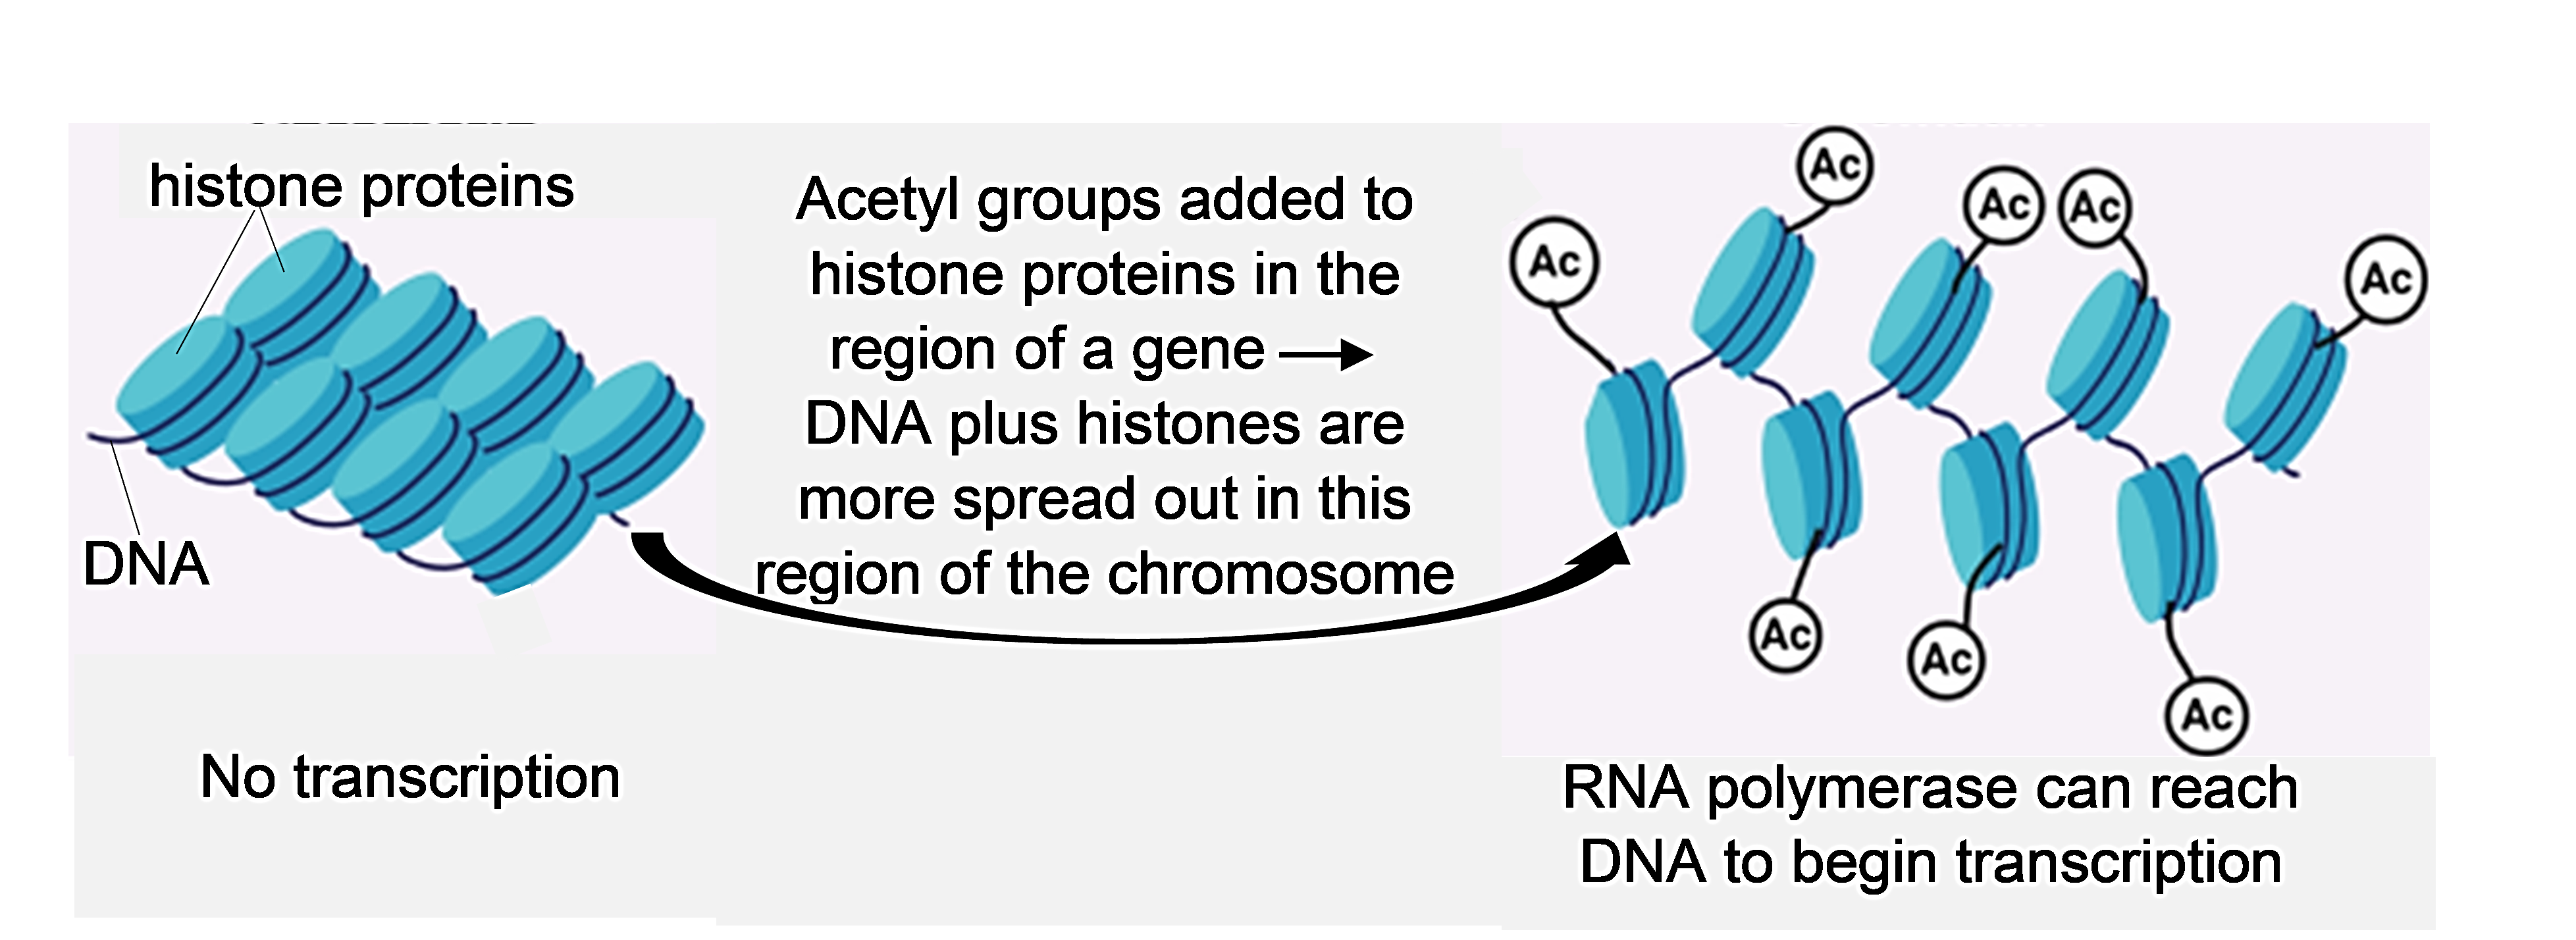 histone proteins
DNA
No transcription
Acetyl groups added to
histone proteins in the
region of a gene →
DNA plus histones are
more spread out in this
region of the chromosome
Ac
Ac
Ac
Ac
Ac
Ac
Ac
Ac
RNA polymerase can reach
DNA to begin transcription